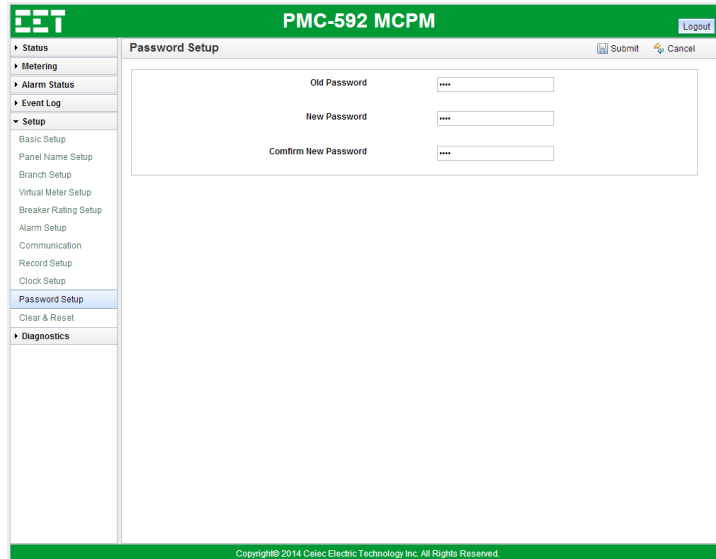 CET
PMC-592 MCPM
Logout
Status
Metering
Alarm Status
Event Log
Setup
Basic Setup
Panel Name Setup
Branch Setup
Virtual Meter Setup
Breaker Rating Setup
Alarm Setup
Communication
Record Setup
Clock Setup
Password Setup
Clear & Reset
Diagnostics
Password Setup
Submit Cancel
Old Password ••••
New Password ••••
Comfirm New Password ••••
Copyright© 2014 Ceiec Electric Technology Inc. All Rights Reserved.